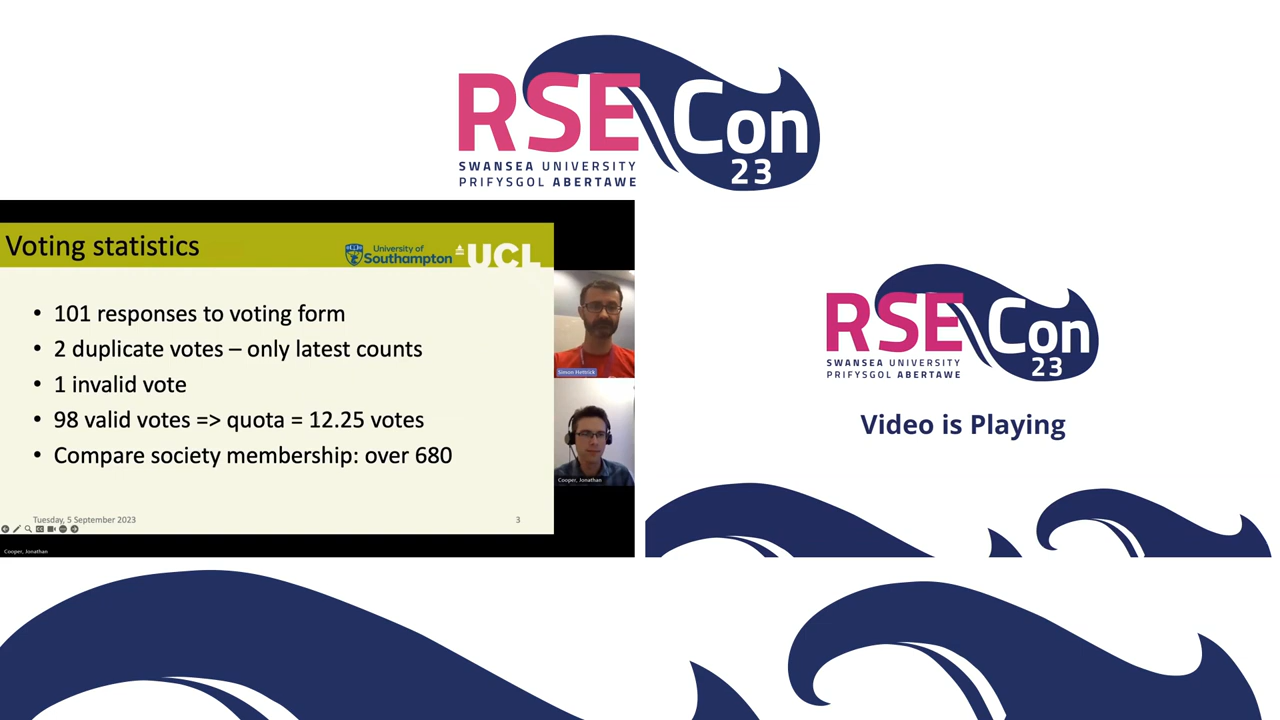 RSE Con
23
SWANSEA UNIVERSITY
PRIFYSGOL ABERTAWE
Voting statistics
University of
Southampton
UCL
• 101 responses to voting form
• 2 duplicate votes – only latest counts
• 1 invalid vote
• 98 valid votes => quota = 12.25 votes
• Compare society membership: over 680
Tuesday, 5 September 2023
3
Simon Hettrick
Cooper, Jonathan
Cooper, Jonathan
RSE Con
23
SWANSEA UNIVERSITY
PRIFYSGOL ABERTAWE
Video is Playing